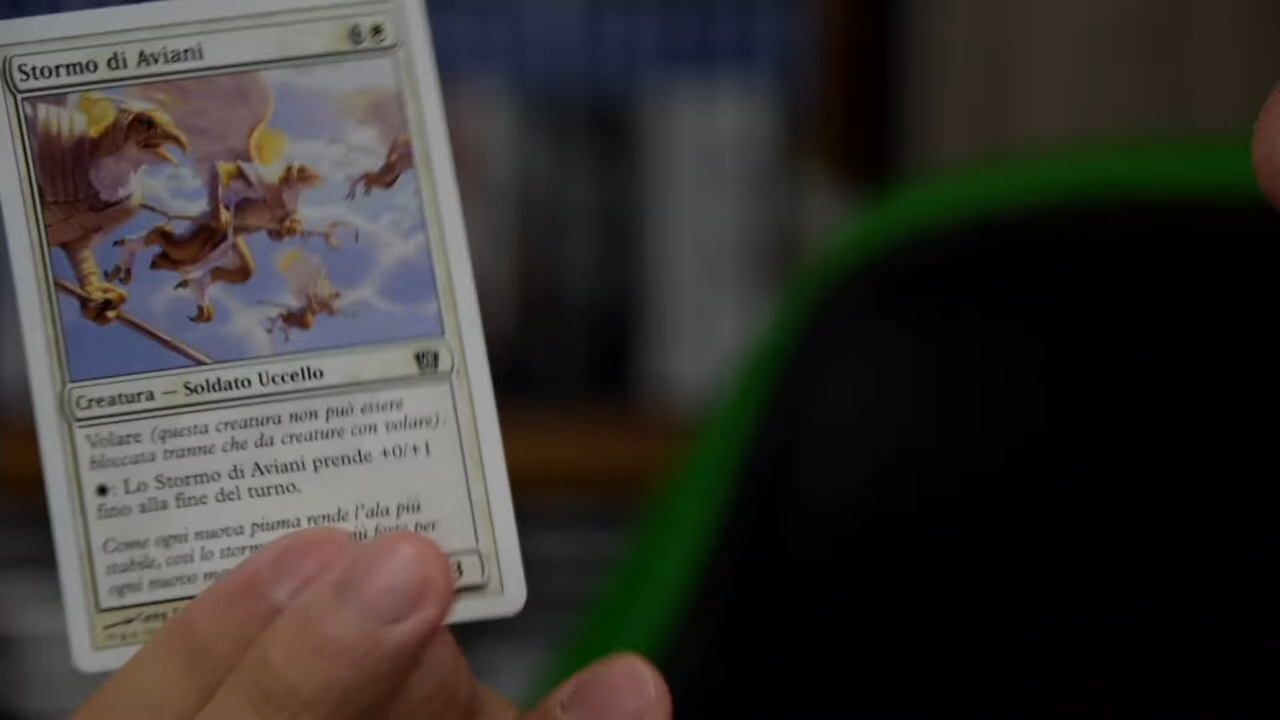 Stormo di Aviani
Creatura – Soldato Uccello
Volare (questa creatura non può essere
bloccata tranne che da creature con volare).
: Lo Stormo di Aviani prende +0/+1
fino alla fine del turno.
Come ogni nuova piuma rende l'ala più
stabile, così lo storm più forte per
ogni nuovo
3